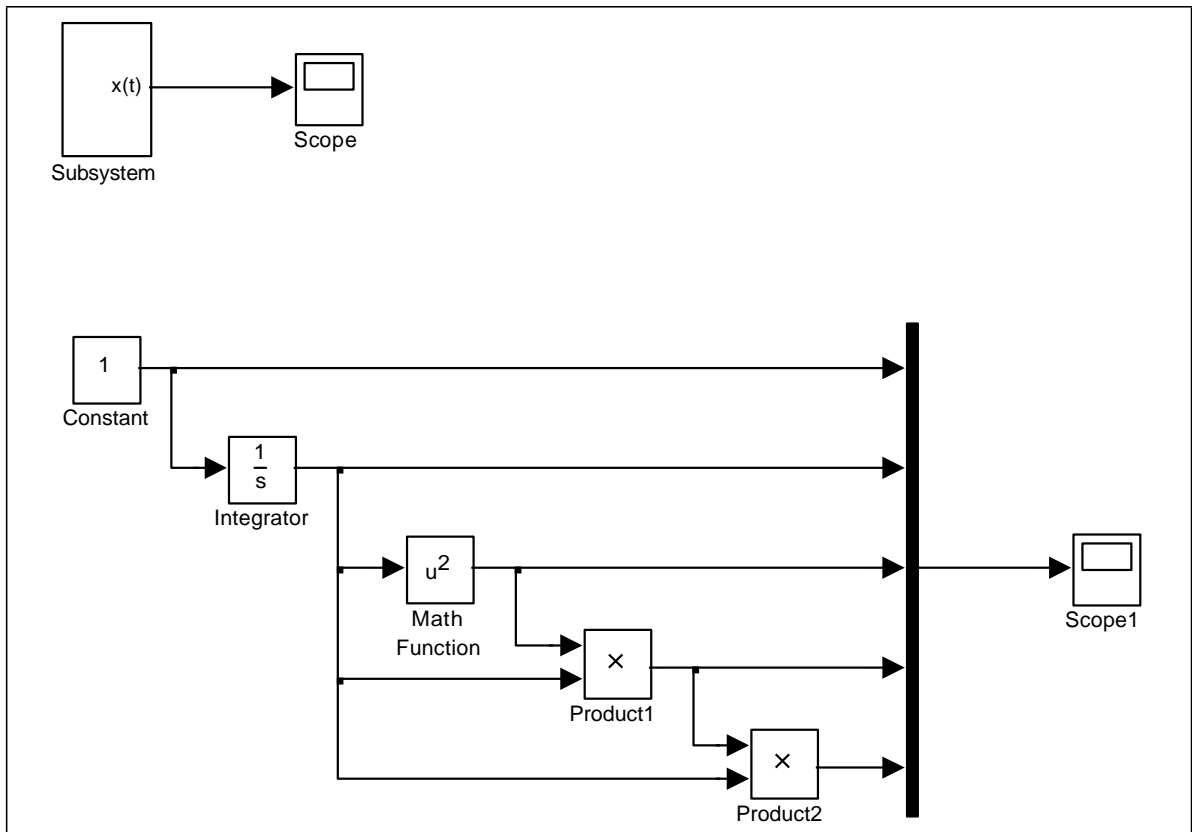 x(t)
Scope
Subsystem
1
Constant
1
s
Integrator
u2
Math
Function
×
Product1
×
Product2
Scope1